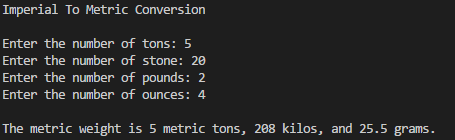 Imperial To Metric Conversion
Enter the number of tons: 5
Enter the number of stone: 20
Enter the number of pounds: 2
Enter the number of ounces: 4
The metric weight is 5 metric tons, 208 kilos, and 25.5 grams.